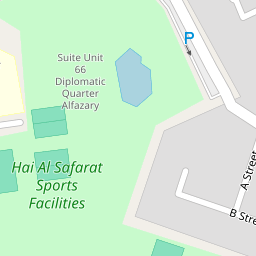 P
Suite Unit
66
Diplomatic
Quarter
Alfazary
Hai Al Safarat
Sports
Facilities
A Street
B Stre